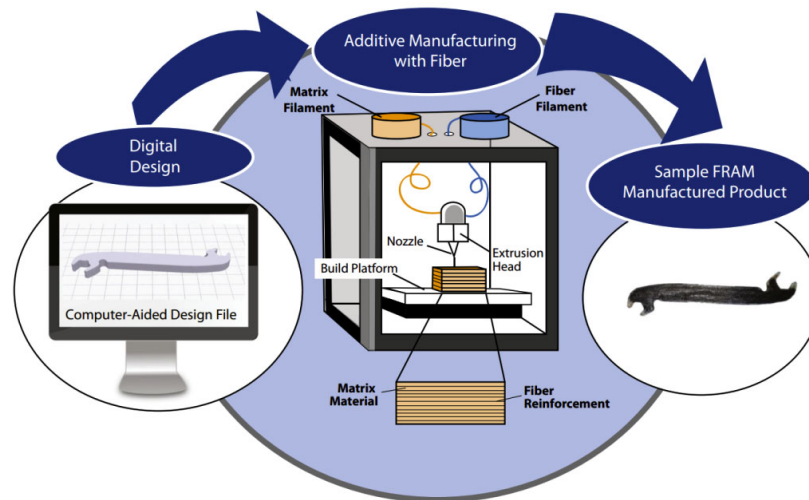 Additive Manufacturing
with Fiber
Matrix
Filament
Fiber
Filament
Digital
Design
Sample FRAM
Manufactured Product
Nozzle
Extrusion
Head
Build Platform
Computer-Aided Design File
Matrix
Material
Fiber
Reinforcement